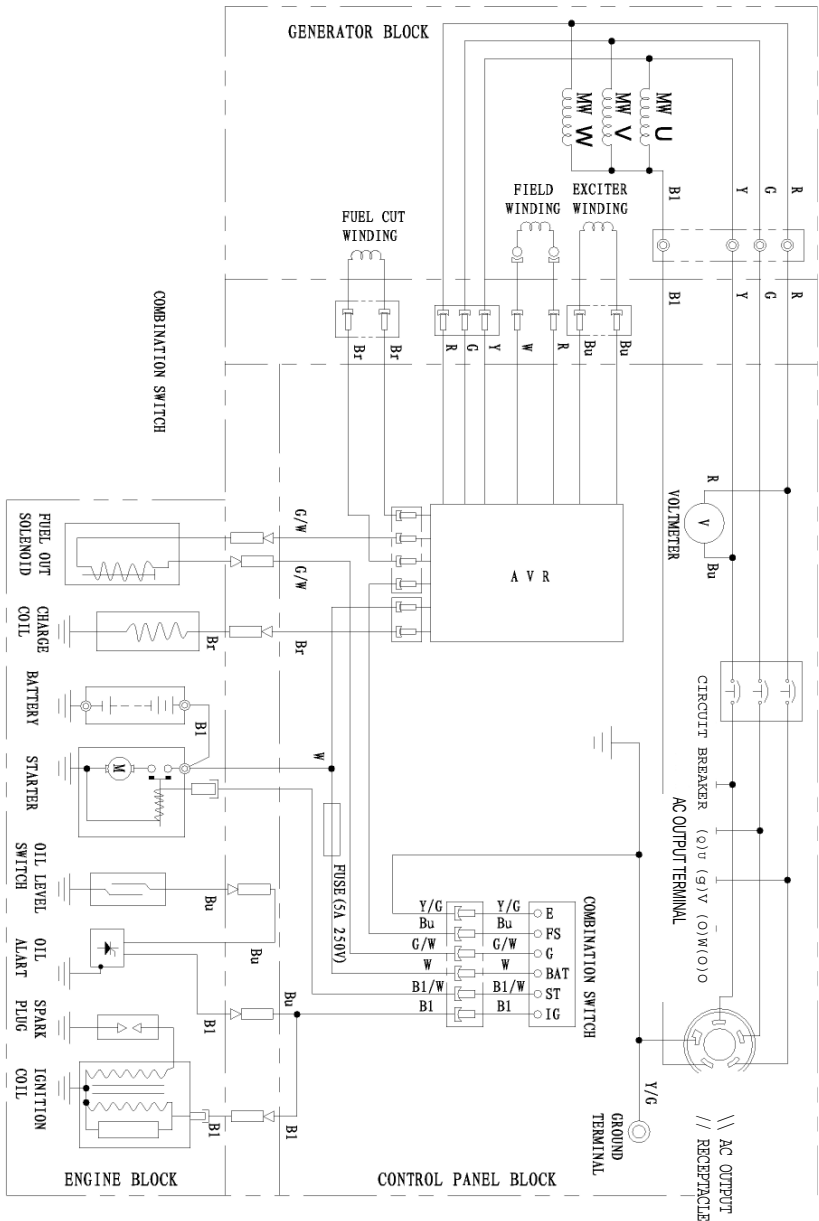 GENERATOR BLOCK
MW W
MW V
MW U
FUEL CUT
WINDING
FIELD
WINDING
EXCITER
WINDING
B1
Y
G
R
B1
Y
G
R
Br
Br
R
G
Y
W
R
Bu
Bu
COMBINATION SWITCH
R
VOLTMETER
V
Bu
AVR
G/W
G/W
Br
Br
FUEL OUT
SOLENOID
CHARGE
COIL
BATTERY
B1
STARTER
M
W
FUSE(5A 250V)
OIL LEVEL
SWITCH
Bu
OIL
ALART
Bu
B1
Bu
SPARK
PLUG
IGNITION
COIL
B1
B1
CIRCUIT BREAKER
AC OUTPUT TERMINAL
(Q)U (g)V (O)W(O)O
Y/G
Bu
G/W
W
B1/W
B1
Y/G
Bu
G/W
W
B1/W
B1
E
FS
G
BAT
ST
IG
COMBINATION SWITCH
Y/G
GROUND
TERMINAL
AC OUTPUT
RECEPTACLE
ENGINE BLOCK
CONTROL PANEL BLOCK